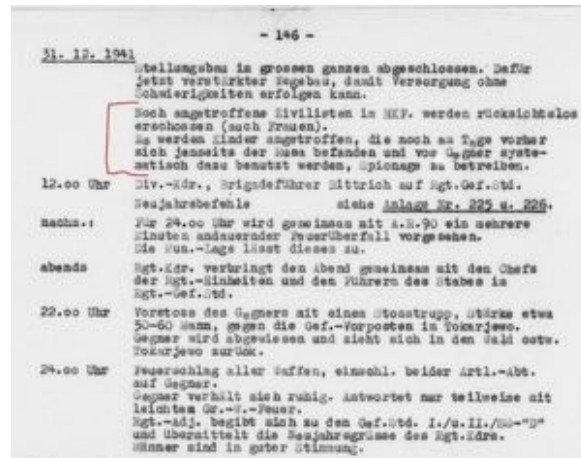 - 146 -
31. 12. 1941
Stellungsbau im grossen ganzen abgeschlossen. Dafür
jetzt verstärkter Wegebau, damit Versorgung ohne
Schwierigkeiten erfolgen kann.
Noch angetroffene Zivilisten in HKF. werden rücksichtslos
erschossen (auch Frauen).
Es werden Kinder angetroffen, die noch am Tage vorher
sich jenseits der Rusa befanden und vom Gegner syste-
matisch dazu benutzt werden, Spionage zu betreiben.
12.oo Uhr Div.-Kdr., Brigadeführer Bittrich auf Rgt.Gef.Std.
Neujahrsbefehle siehe Anlage Nr. 225 u. 226.
nachm.: Für 24.oo Uhr wird gemeinsam mit A.R.90 ein mehrere
Minuten andauernder Feuerüberfall vorgesehen.
Die Mun.-Lage lässt dieses zu.
abends Rgt.Kdr. verbringt den Abend gemeinsam mit den Chefs
der Rgt.-Einheiten und den Führern des Stabes im
Rgt.-Gef.Std.
22.oo Uhr Vorstoss des Gegners mit einem Stosstrupp, Stärke etwa
50-60 Mann, gegen die Gef.-Vorposten in Tokarjewo.
Gegner wird abgewiesen und zieht sich in den Wald ostw.
Tokarjewo zurück.
24.oo Uhr Feuerschlag aller Waffen, einschl. beider Artl.-Abt.
auf Gegner.
Gegner verhält sich ruhig. Antwortet nur teilweise mit
leichtem Gr.-W.-Feuer.
Rgt.-Adj. begibt sich zu den Gef.Std. I./u.II./ "D"
und übermittelt die Neujahrsgrüsse des Rgt.Kdrs.
Männer sind in guter Stimmung.